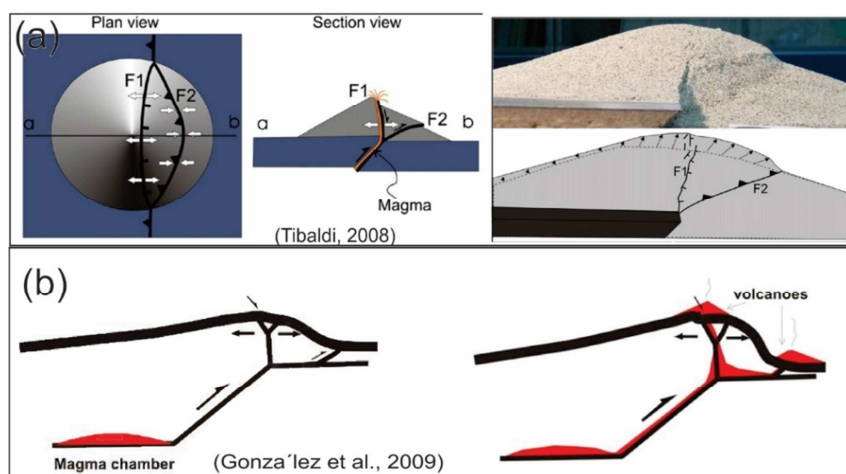 (a)
Plan view
Section view
F1
F2
a
b
F1
F2
a
b
Magma
(Tibaldi, 2008)
F1
F2
(b)
volcanoes
Magma chamber
(Gonza´lez et al., 2009)